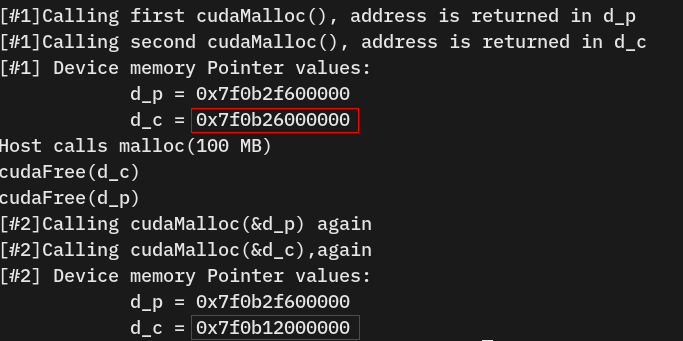 [#1]Calling first cudaMalloc(), address is returned in d_p
[#1]Calling second cudaMalloc(), address is returned in d_c
[#1] Device memory Pointer values:
d_p = 0x7f0b2f600000
d_c = 0x7f0b26000000
Host calls malloc(100 MB)
cudaFree(d_c)
cudaFree(d_p)
[#2]Calling cudaMalloc(&d_p) again
[#2]Calling cudaMalloc(&d_c),again
[#2] Device memory Pointer values:
d_p = 0x7f0b2f600000
d_c = 0x7f0b12000000